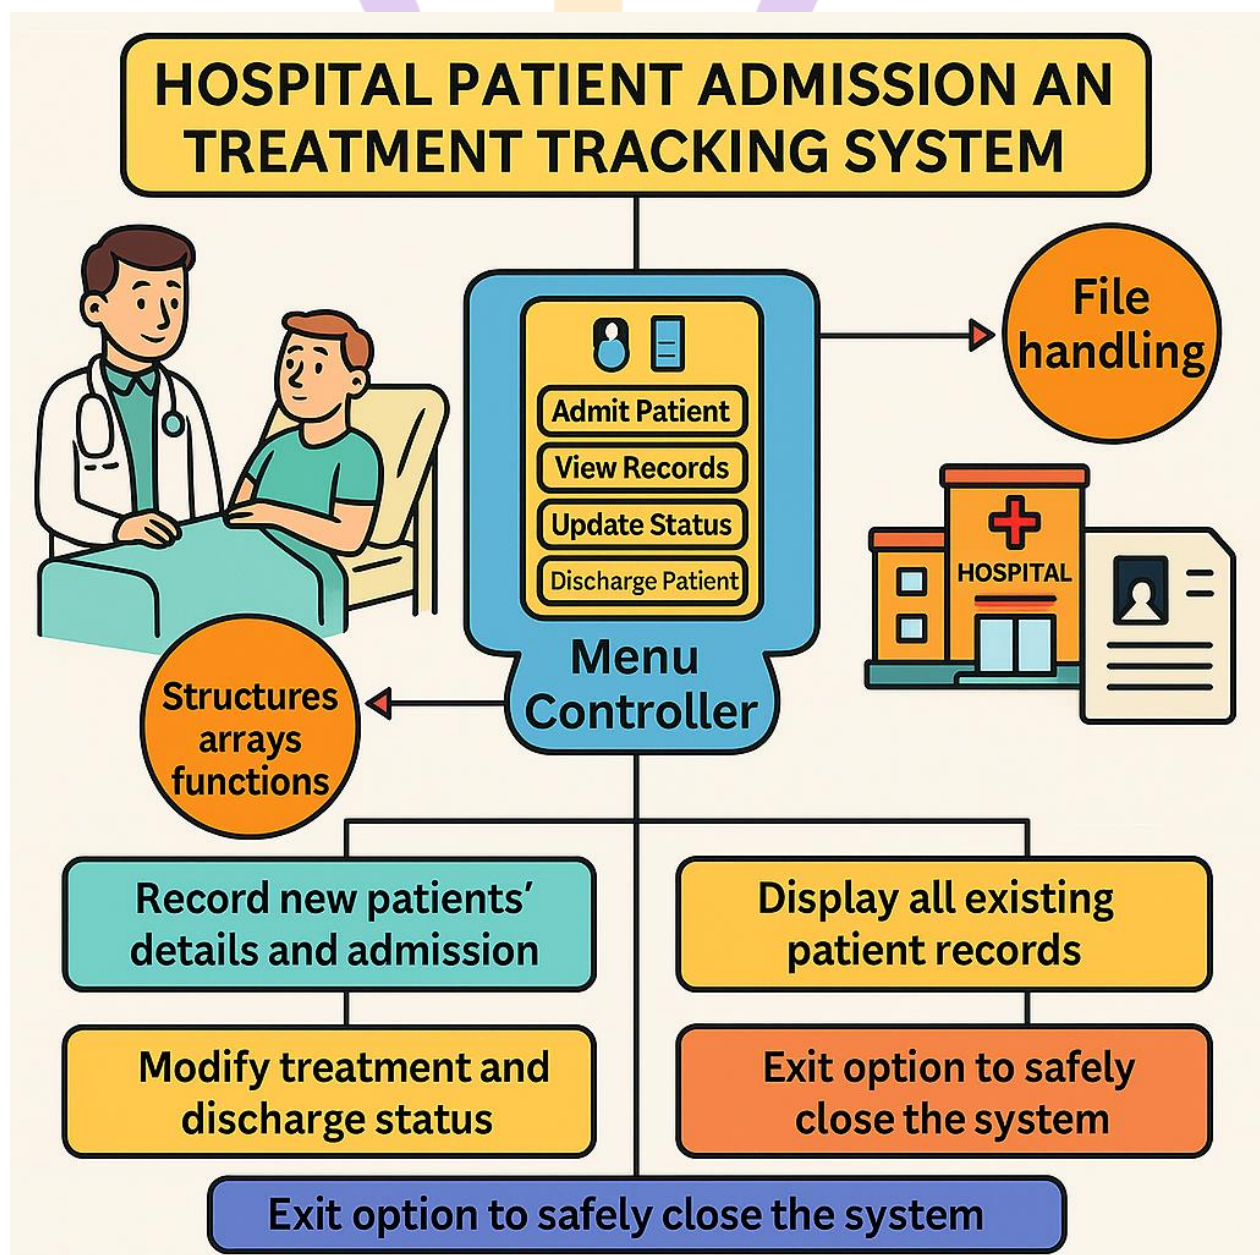 HOSPITAL PATIENT ADMISSION AN
TREATMENT TRACKING SYSTEM
File
handling
Admit Patient
View Records
Update Status
Discharge Patient
HOSPITAL
Menu
Controller
Structures
arrays
functions
Record new patients’
details and admission
Display all existing
patient records
Modify treatment and
discharge status
Exit option to safely
close the system
Exit option to safely close the system